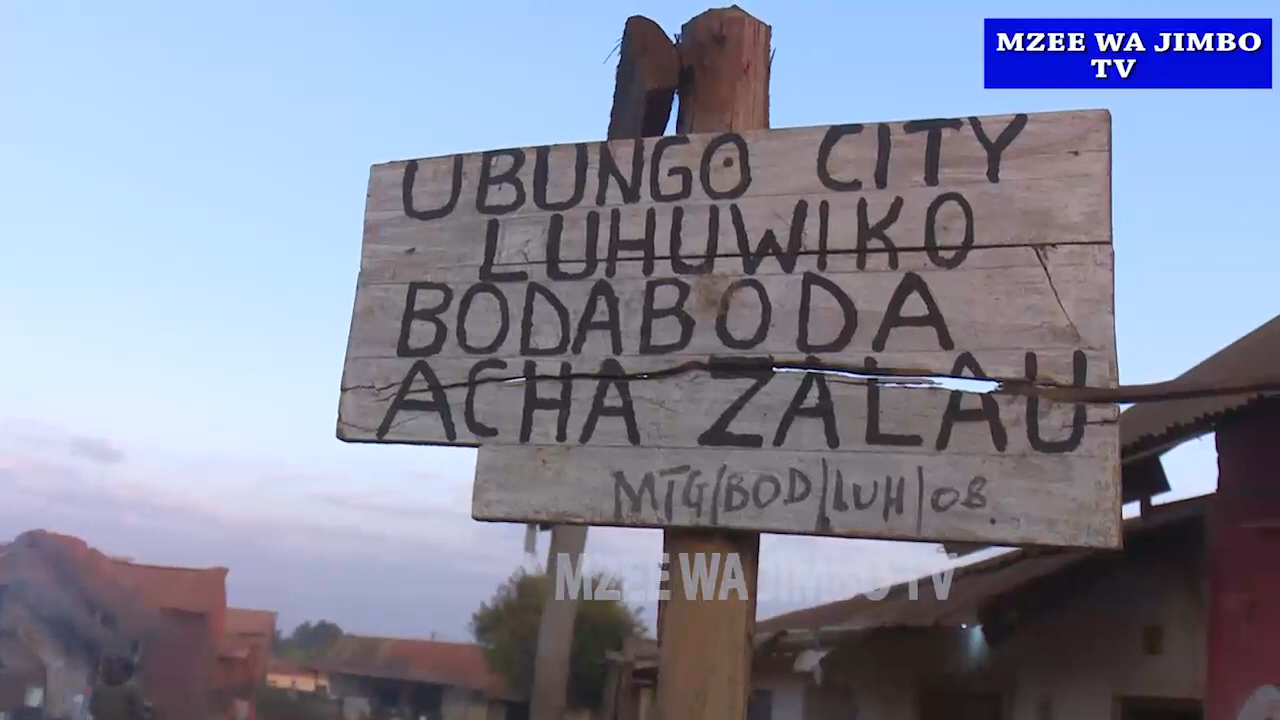 MZEE WA JIMBO
TV
UBUNGO CITY
LUHUWIKO
BODABODA
ACHA ZALAU
MTG/BOD/LUH/08.
MZEE WA JIMBO TV